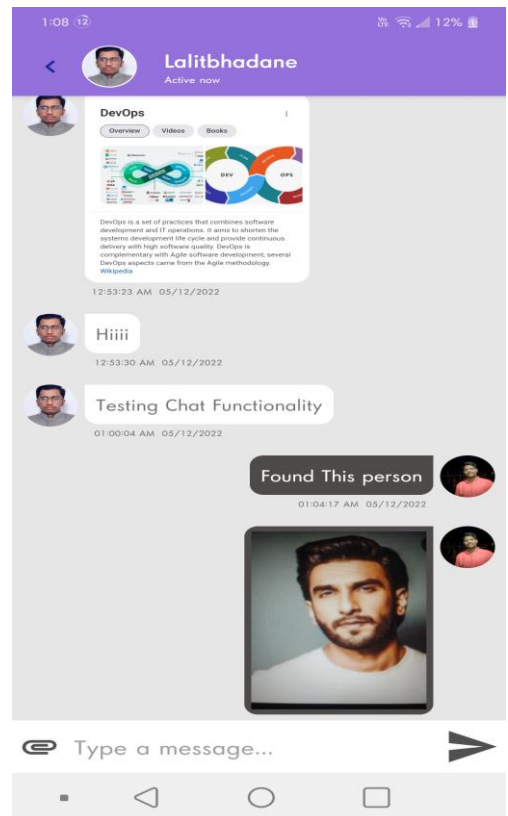 1:08 12 12%
Lalitbhadane
Active now
DevOps
Overview Videos Books
DEV OPS
DevOps is a set of practices that combines software
development and IT operations. It aims to shorten the
systems development life cycle and provide continuous
delivery with high software quality. DevOps is
complementary with Agile software development; several
DevOps aspects came from the Agile methodology.
Wikipedia
12:53:23 AM 05/12/2022
Hiiii
12:53:30 AM 05/12/2022
Testing Chat Functionality
01:00:04 AM 05/12/2022
Found This person
01:04:17 AM 05/12/2022
Type a message...